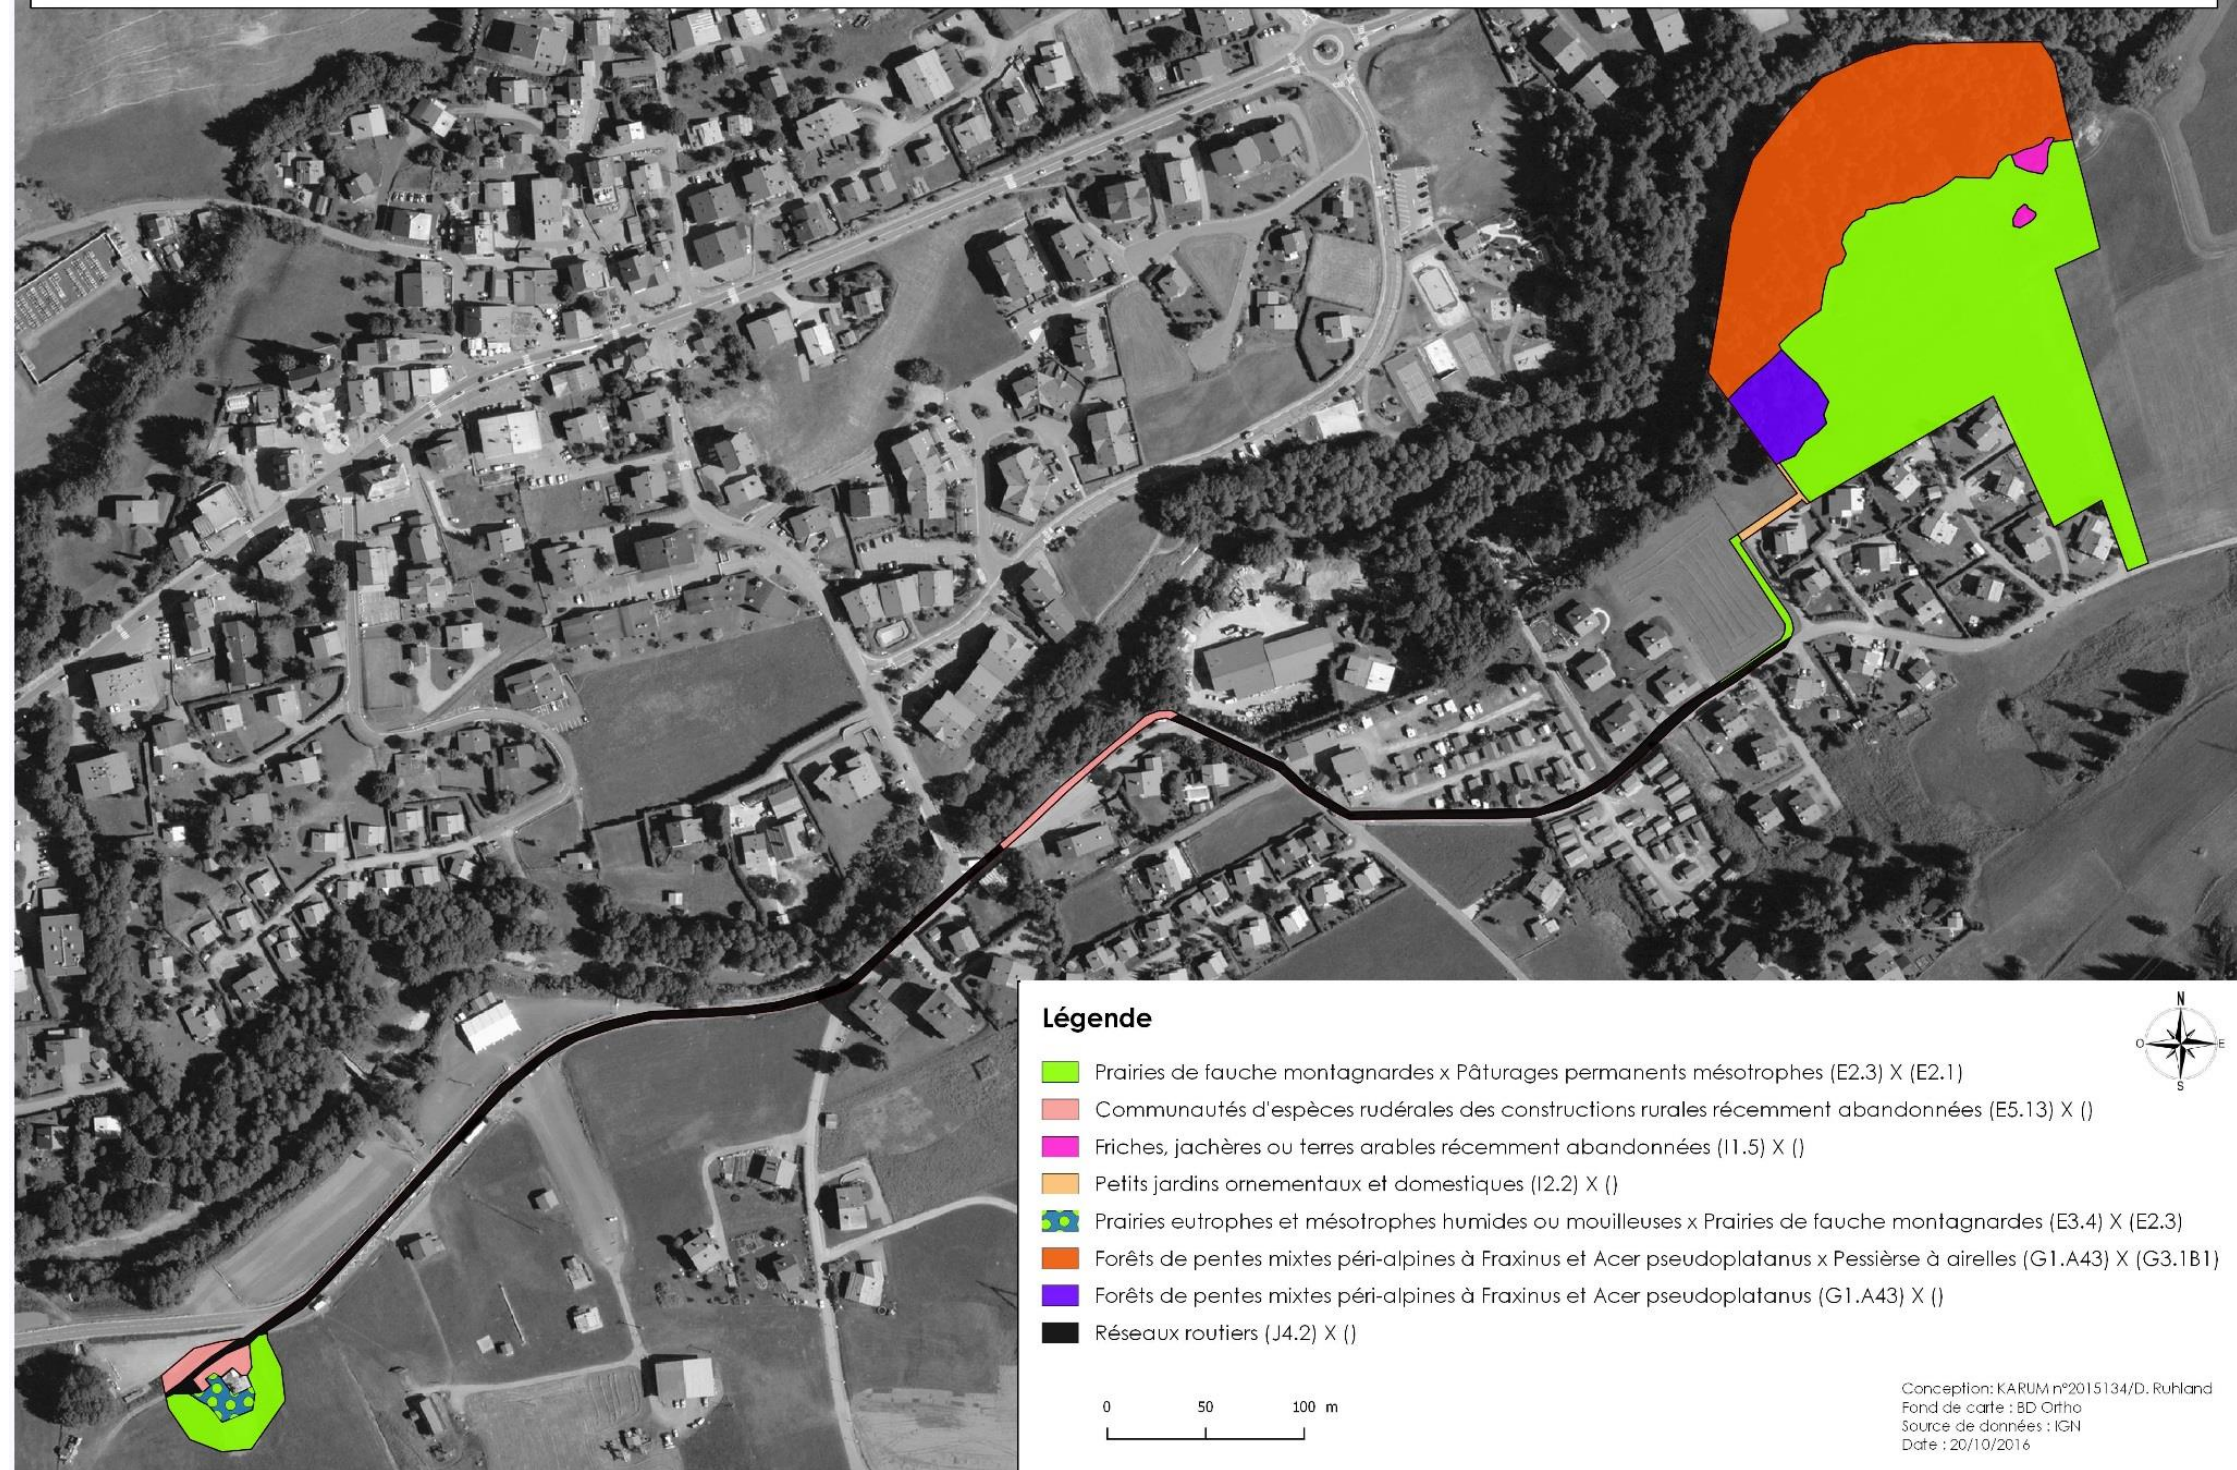 Légende
N
O
E
S
Prairies de fauche montagnardes x Pâturages permanents mésotrophes (E2.3) X (E2.1)
Communautés d'espèces rudérales des constructions rurales récemment abandonnées (E5.13) X ()
Friches, jachères ou terres arables récemment abandonnées (I1.5) X ()
Petits jardins ornementaux et domestiques (I2.2) X ()
Prairies eutrophes et mésotrophes humides ou mouilleuses x Prairies de fauche montagnardes (E3.4) X (E2.3)
Forêts de pentes mixtes péri-alpines à Fraxinus et Acer pseudoplatanus x Pessièrse à airelles (G1.A43) X (G3.1B1)
Forêts de pentes mixtes péri-alpines à Fraxinus et Acer pseudoplatanus (G1.A43) X ()
Réseaux routiers (J4.2) X ()
0 50 100 m
Conception: KARUM n°2015134/D. Ruhland
Fond de carte : BD Ortho
Source de données : IGN
Date : 20/10/2016